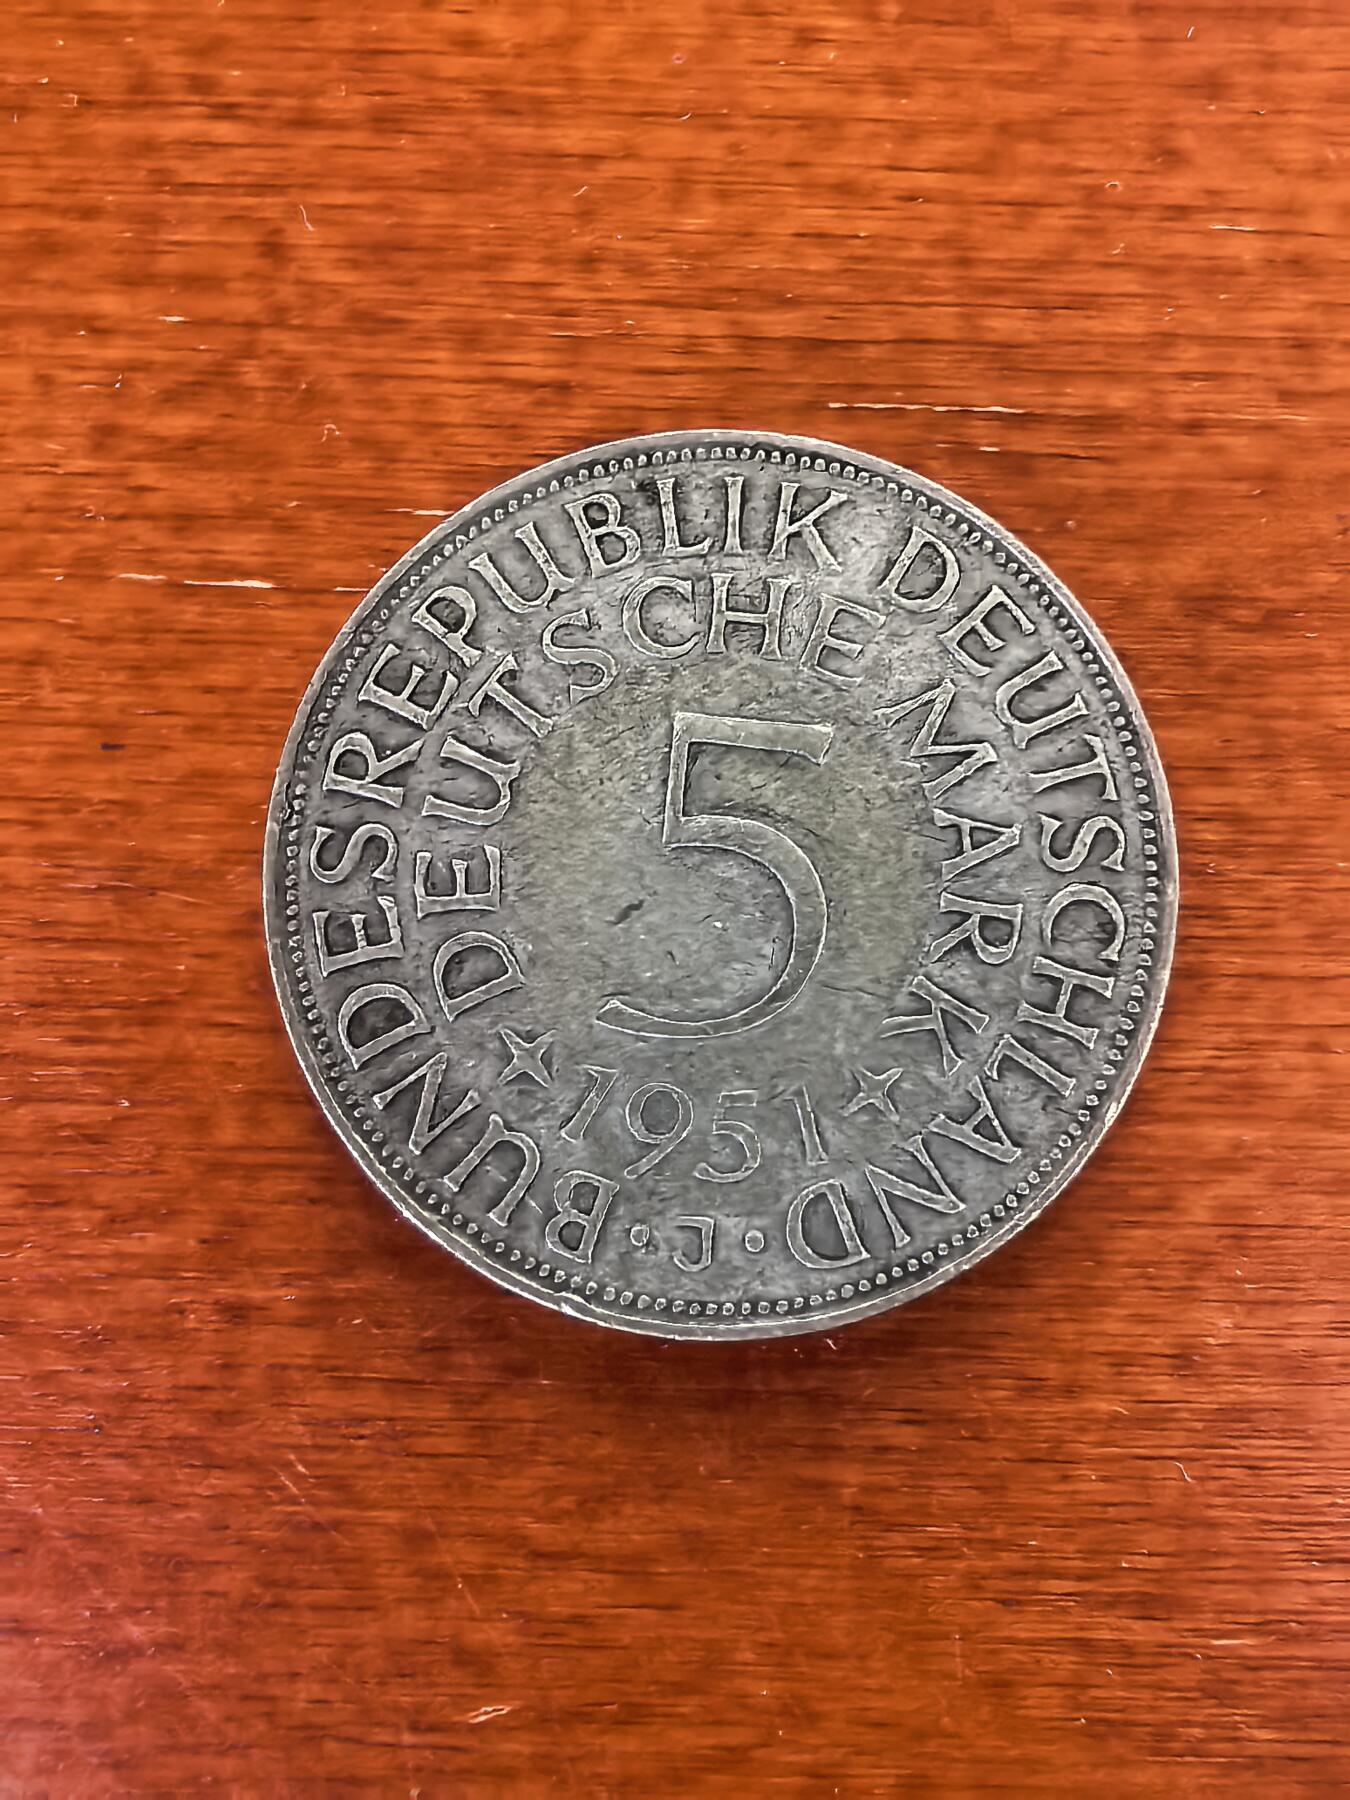 BUNDESREPUBLIK DEUTSCHLAND
DEUTSCHE MARK
5
1951
· J ·